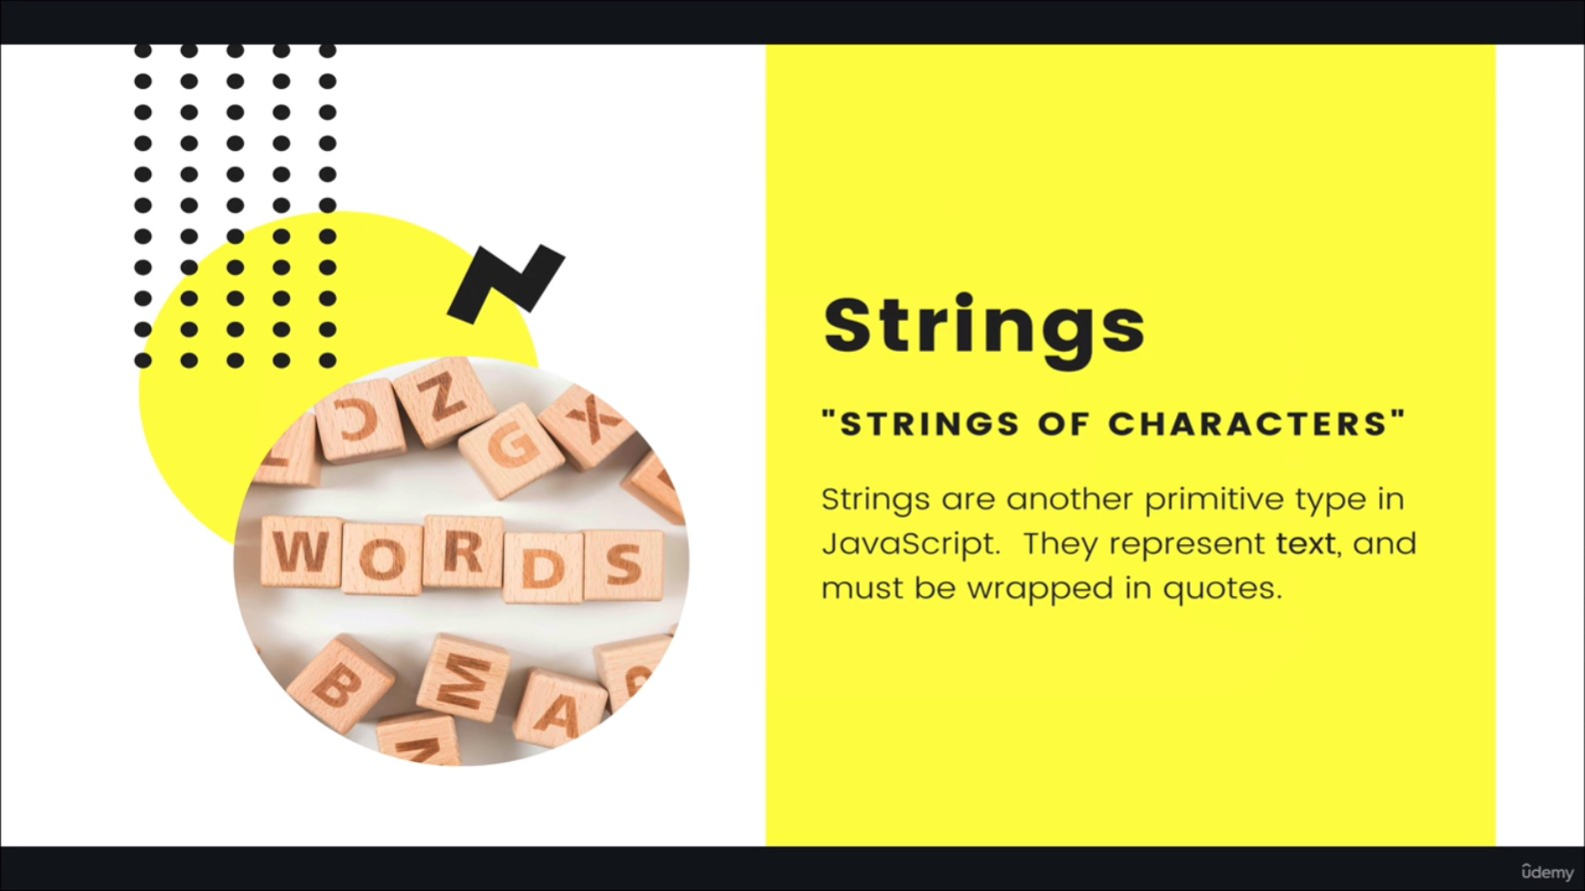 Strings
"STRINGS OF CHARACTERS"
Strings are another primitive type in
JavaScript. They represent text, and
must be wrapped in quotes.
C Z
G X
WORDS
B M A
ûdemy